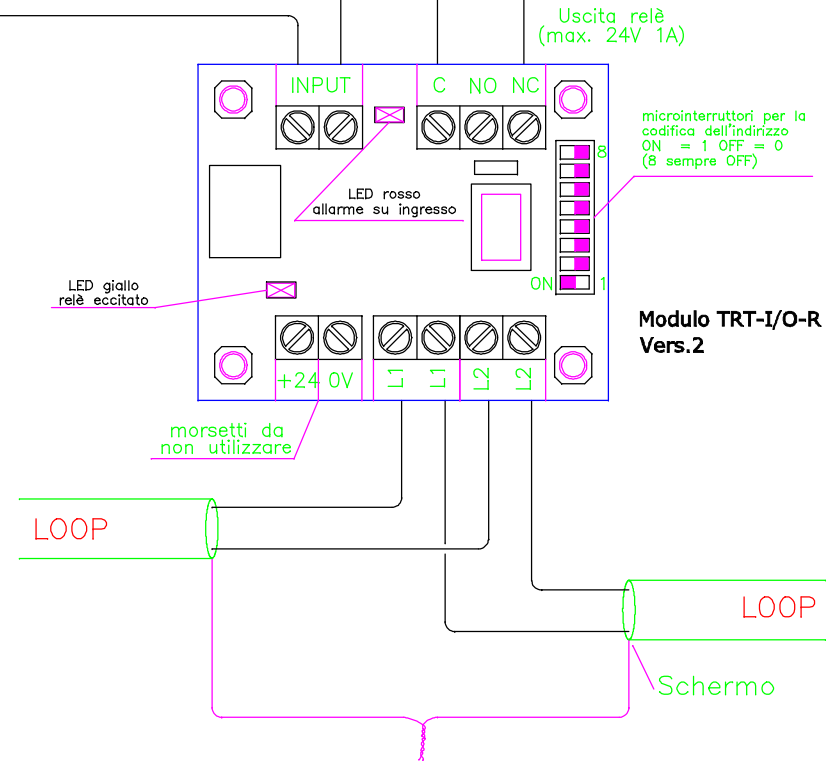 Uscita relè
(max. 24V 1A)
INPUT
C NO NC
microinterruttori per la
codifica dell'indirizzo
ON = 1 OFF = 0
(8 sempre OFF)
8
LED rosso
allarme su ingresso
LED giallo
relè eccitato
ON
1
Modulo TRT-I/O-R
Vers.2
+24 0V L1 L1 L2 L2
morsetti da
non utilizzare
LOOP
LOOP
Schermo